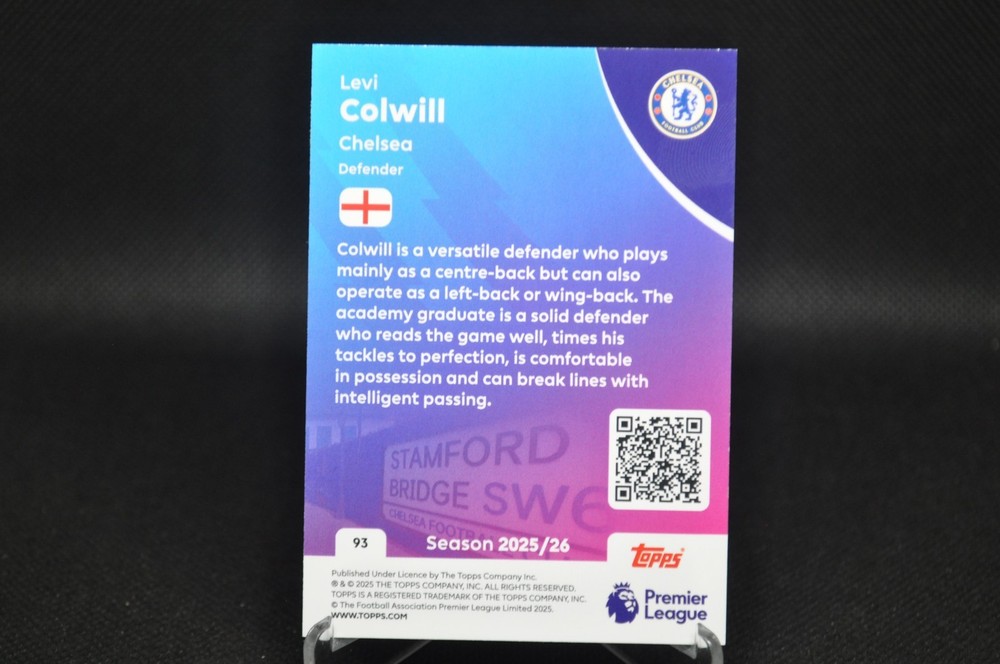 Levi
Colwill
Chelsea
Defender
CHELSEA
FOOTBALL CLUB
Colwill is a versatile defender who plays
mainly as a centre-back but can also
operate as a left-back or wing-back. The
academy graduate is a solid defender
who reads the game well, times his
tackles to perfection, is comfortable
in possession and can break lines with
intelligent passing.
STAMFORD
BRIDGE SW6
CHELSEA FOOTBA
93
Season 2025/26
topps
Published Under Licence by The Topps Company Inc.
® & © 2025 THE TOPPS COMPANY, INC. ALL RIGHTS RESERVED.
TOPPS IS A REGISTERED TRADEMARK OF THE TOPPS COMPANY, INC.
© The Football Association Premier League Limited 2025.
WWW.TOPPS.COM
Premier
League